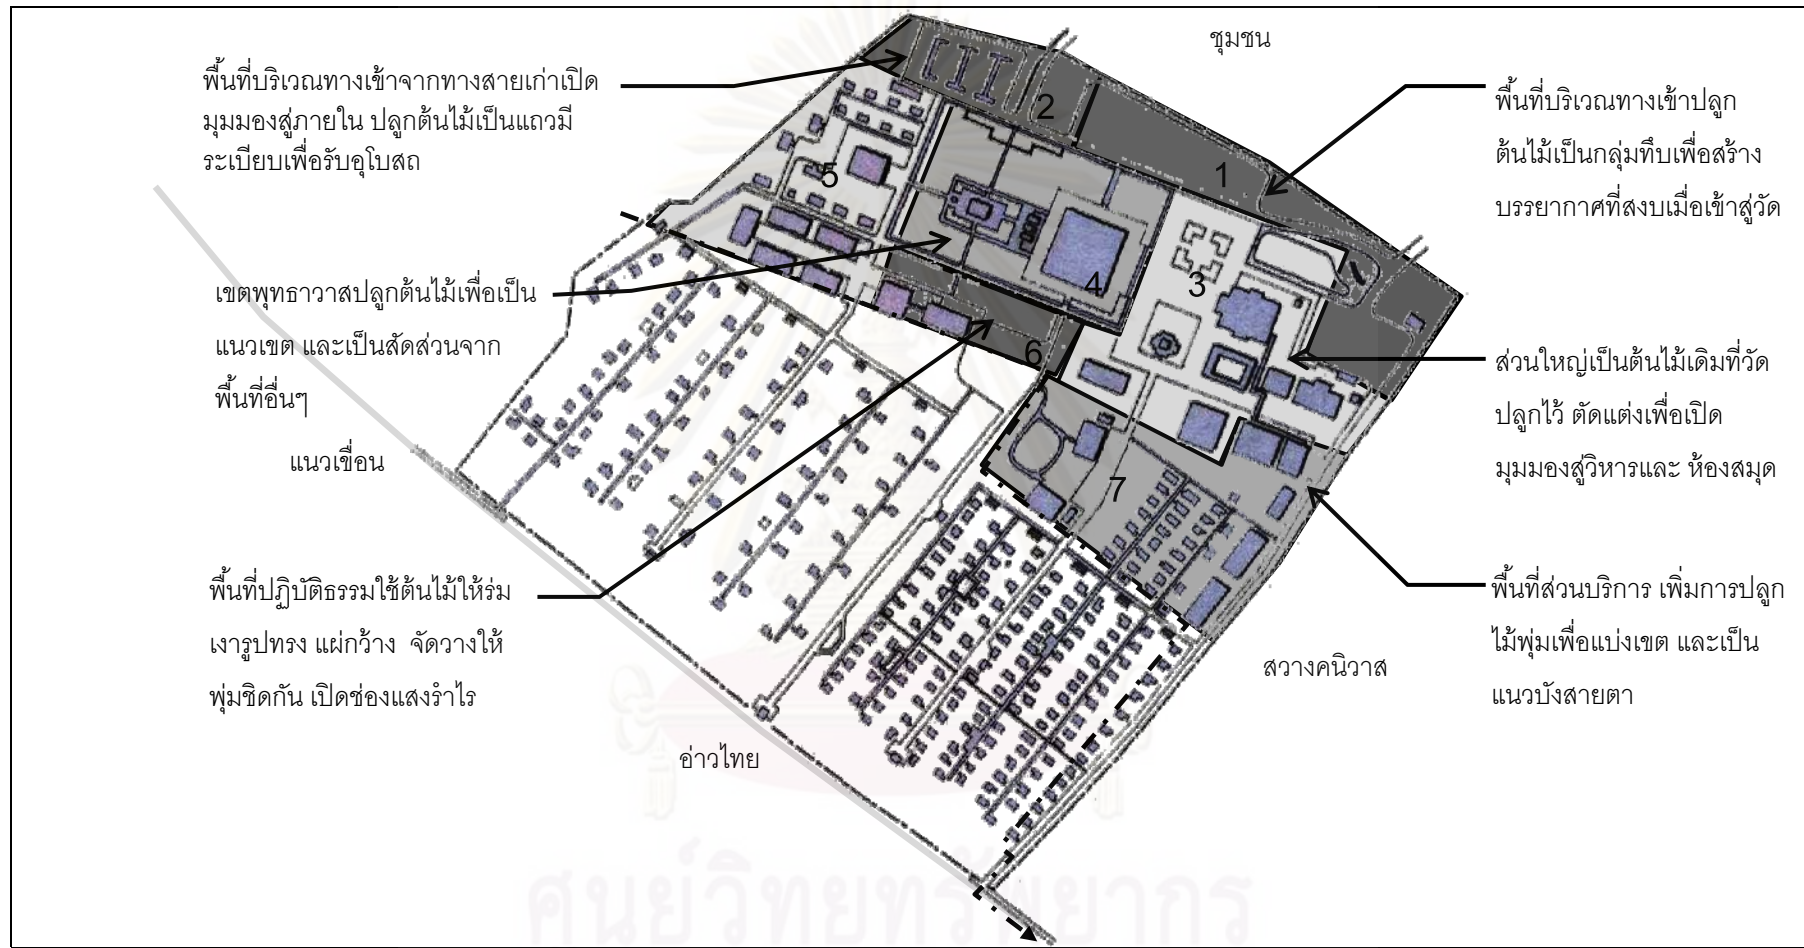 ชุมชน
พื้นที่บริเวณทางเข้าจากทางสายเก่าเปิด
มุมมองสู่ภายใน ปลูกต้นไม้เป็นแถวมี
ระเบียบเพื่อรับอุโบสถ
พื้นที่บริเวณทางเข้าปลูก
ต้นไม้เป็นกลุ่มทึบเพื่อสร้าง
บรรยากาศที่สงบเมื่อเข้าสู่วัด
2
1
5
4
3
6
7
เขตพุทธาวาสปลูกต้นไม้เพื่อเป็น
แนวเขต และเป็นสัดส่วนจาก
พื้นที่อื่นๆ
แนวเขื่อน
ส่วนใหญ่เป็นต้นไม้เดิมที่วัด
ปลูกไว้ ตัดแต่งเพื่อเปิด
มุมมองสู่วิหารและ ห้องสมุด
พื้นที่ปฏิบัติธรรมใช้ต้นไม้ให้ร่ม
เงารูปทรง แผ่กว้าง จัดวางให้
พุ่มชิดกัน เปิดช่องแสงรำไร
พื้นที่ส่วนบริการ เพิ่มการปลูก
ไม้พุ่มเพื่อแบ่งเขต และเป็น
แนวบังสายตา
สวางคนิวาส
อ่าวไทย
ศูนย์วิทยทรัพยากร